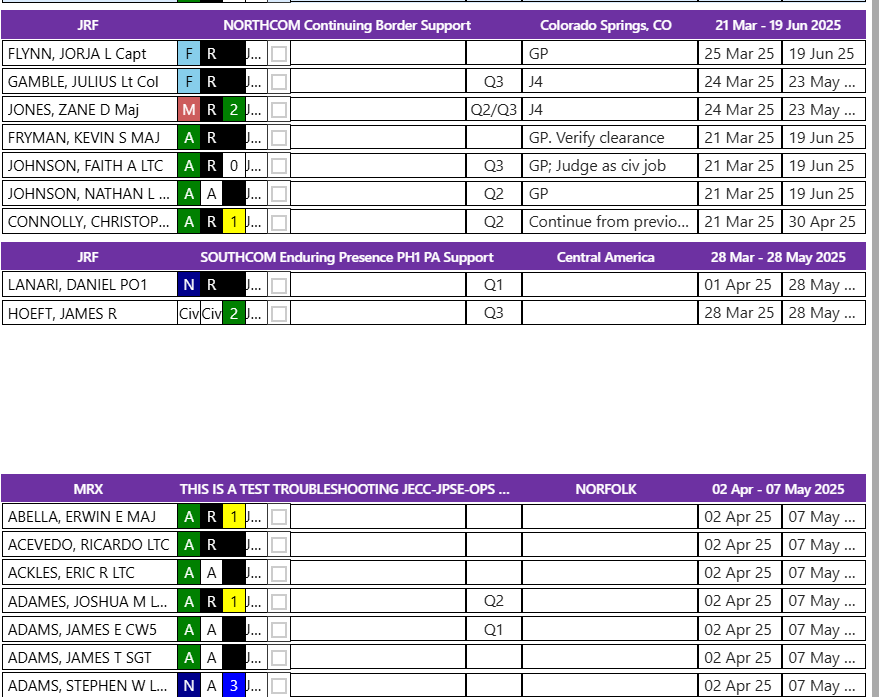 JRF NORTHCOM Continuing Border Support Colorado Springs, CO 21 Mar - 19 Jun 2025
FLYNN, JORJA L Capt F R J... GP 25 Mar 25 19 Jun 25
GAMBLE, JULIUS Lt Col F R J... Q3 J4 24 Mar 25 23 May ...
JONES, ZANE D Maj M R 2 J... Q2/Q3 J4 24 Mar 25 23 May ...
FRYMAN, KEVIN S MAJ A R J... GP. Verify clearance 21 Mar 25 19 Jun 25
JOHNSON, FAITH A LTC A R 0 J... Q3 GP; Judge as civ job 21 Mar 25 19 Jun 25
JOHNSON, NATHAN L ... A A J... Q2 GP 21 Mar 25 19 Jun 25
CONNOLLY, CHRISTOP... A R 1 J... Q2 Continue from previo... 21 Mar 25 30 Apr 25
JRF SOUTHCOM Enduring Presence PH1 PA Support Central America 28 Mar - 28 May 2025
LANARI, DANIEL PO1 N R J... Q1 01 Apr 25 28 May ...
HOEFT, JAMES R Civ Civ 2 J... Q3 28 Mar 25 28 May ...
MRX THIS IS A TEST TROUBLESHOOTING JECC-JPSE-OPS ... NORFOLK 02 Apr - 07 May 2025
ABELLA, ERWIN E MAJ A R 1 J... 02 Apr 25 07 May ...
ACEVEDO, RICARDO LTC A R J... 02 Apr 25 07 May ...
ACKLES, ERIC R LTC A A J... 02 Apr 25 07 May ...
ADAMES, JOSHUA M L... A R 1 J... Q2 02 Apr 25 07 May ...
ADAMS, JAMES E CW5 A A J... Q1 02 Apr 25 07 May ...
ADAMS, JAMES T SGT A A J... 02 Apr 25 07 May ...
ADAMS, STEPHEN W L... N A 3 J... 02 Apr 25 07 May ...